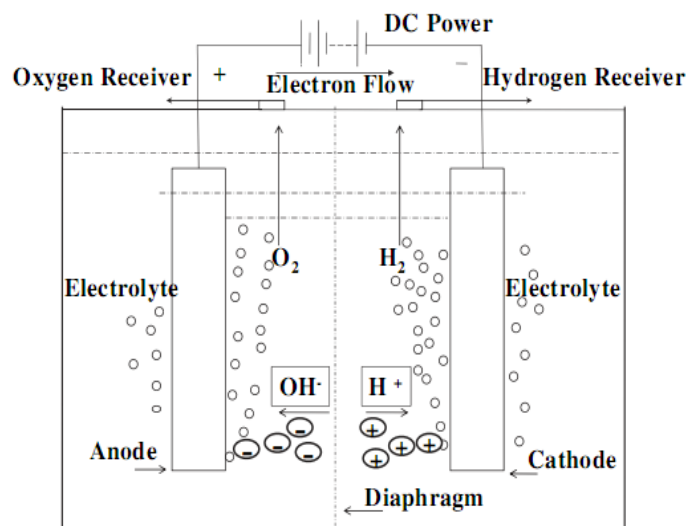 DC Power
Oxygen Receiver
+
−
Electron Flow
Hydrogen Receiver
O₂
H₂
Electrolyte
Electrolyte
OH⁻
H⁺
- - - -
+ + + +
Anode
Cathode
Diaphragm